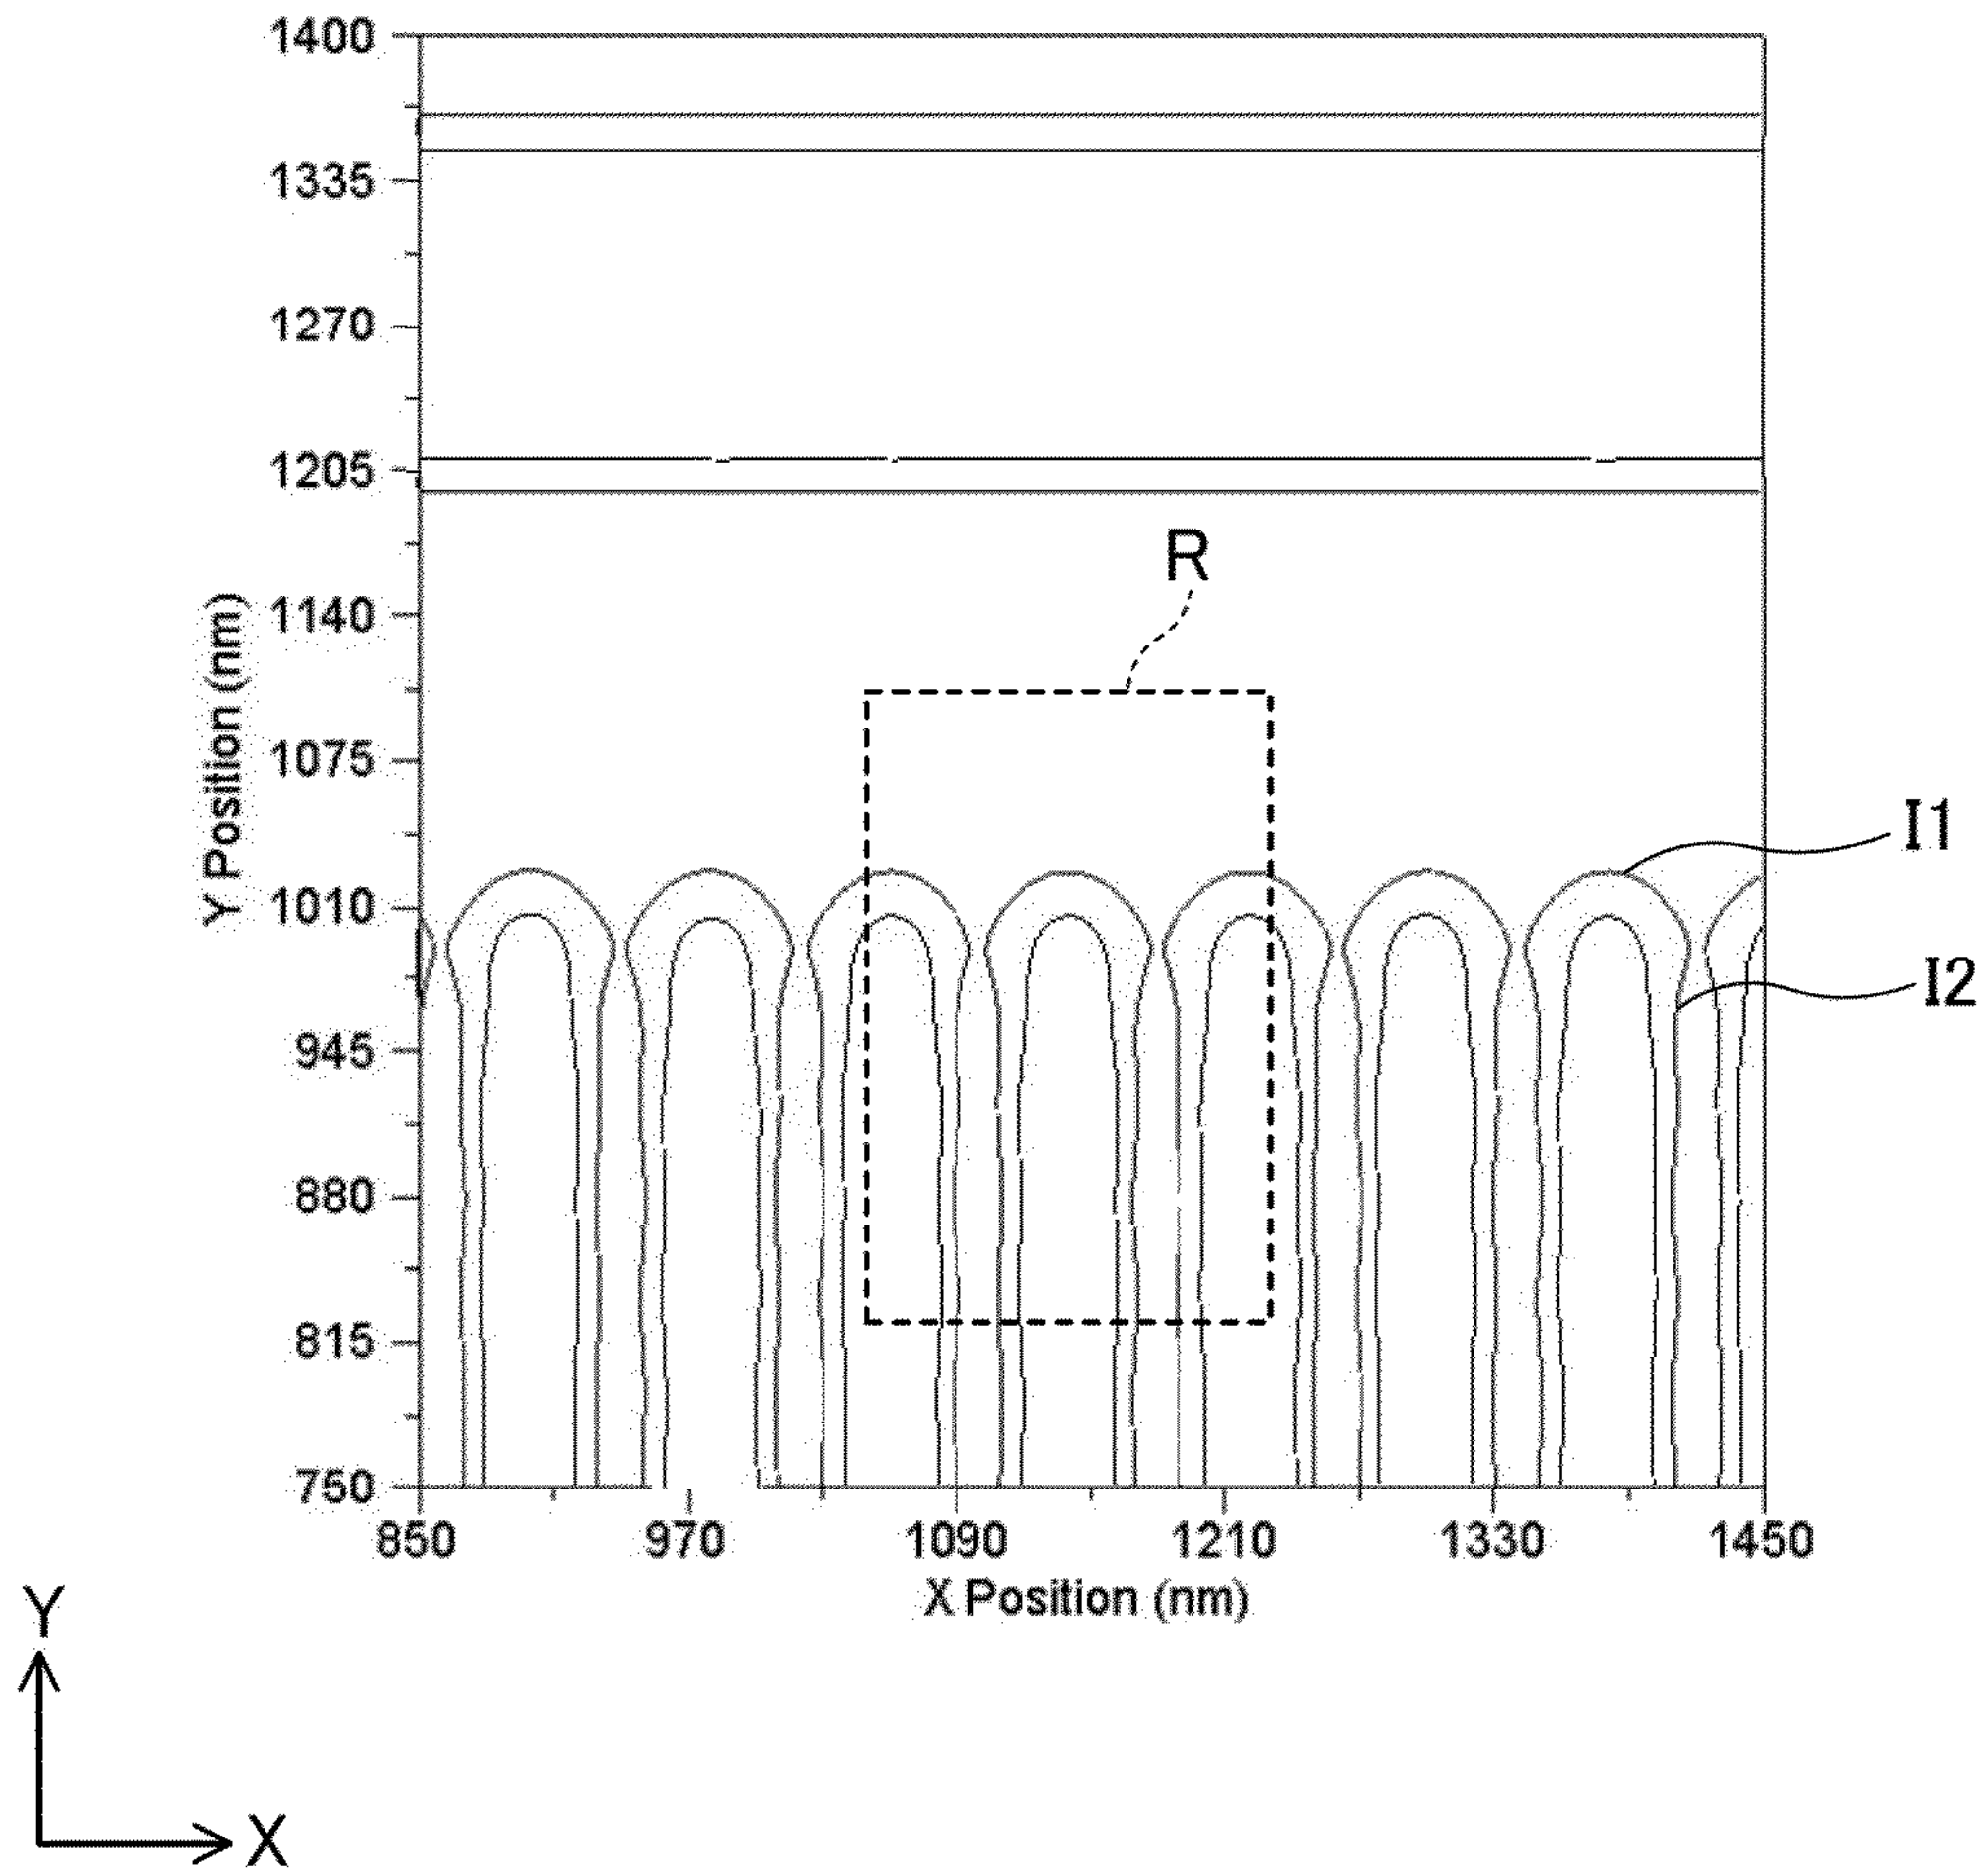 1400
1335
1270
1205
R
1140
1075
I1
1010
I2
945
880
815
750
Y Position (nm)
850 970 1090 1210 1330 1450
X Position (nm)
Y
X